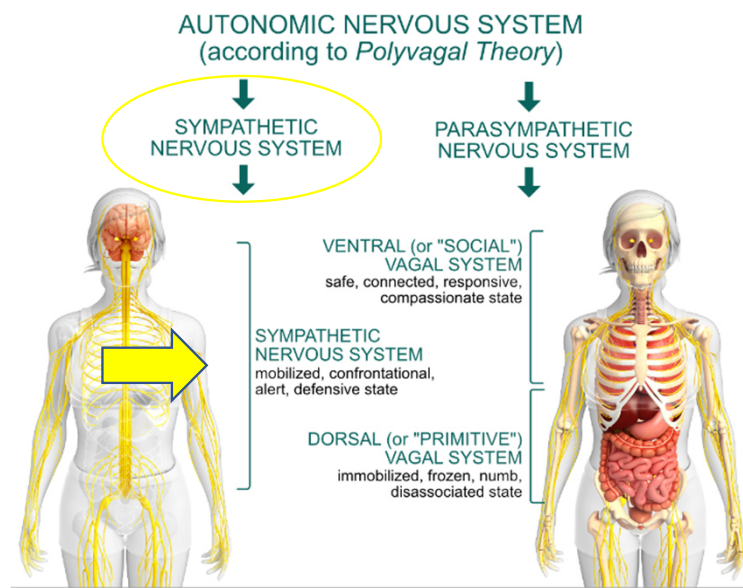 AUTONOMIC NERVOUS SYSTEM
(according to Polyvagal Theory)
SYMPATHETIC
NERVOUS SYSTEM
PARASYMPATHETIC
NERVOUS SYSTEM
VENTRAL (or "SOCIAL")
VAGAL SYSTEM
safe, connected, responsive,
compassionate state
SYMPATHETIC
NERVOUS SYSTEM
mobilized, confrontational,
alert, defensive state
DORSAL (or "PRIMITIVE")
VAGAL SYSTEM
immobilized, frozen, numb,
disassociated state